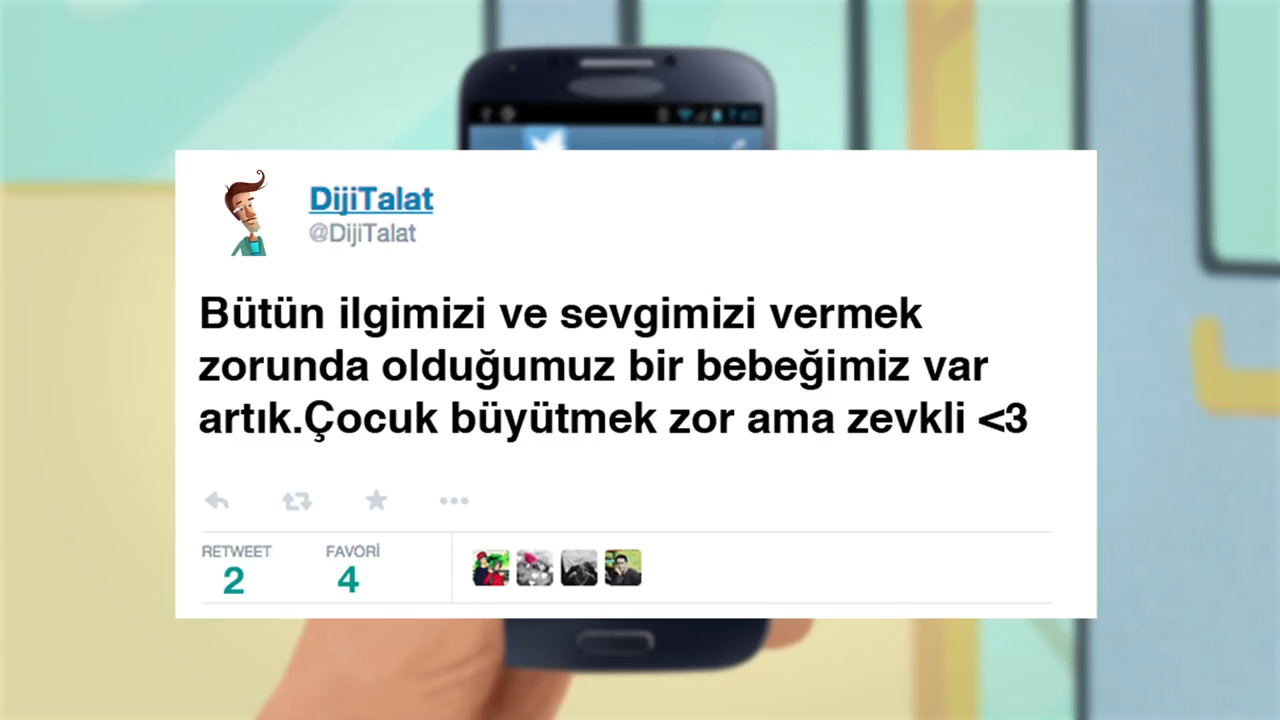 DijiTalat
@DijiTalat
Bütün ilgimizi ve sevgimizi vermek
zorunda olduğumuz bir bebeğimiz var
artık.Çocuk büyütmek zor ama zevkli <3
RETWEET FAVORİ
2 4